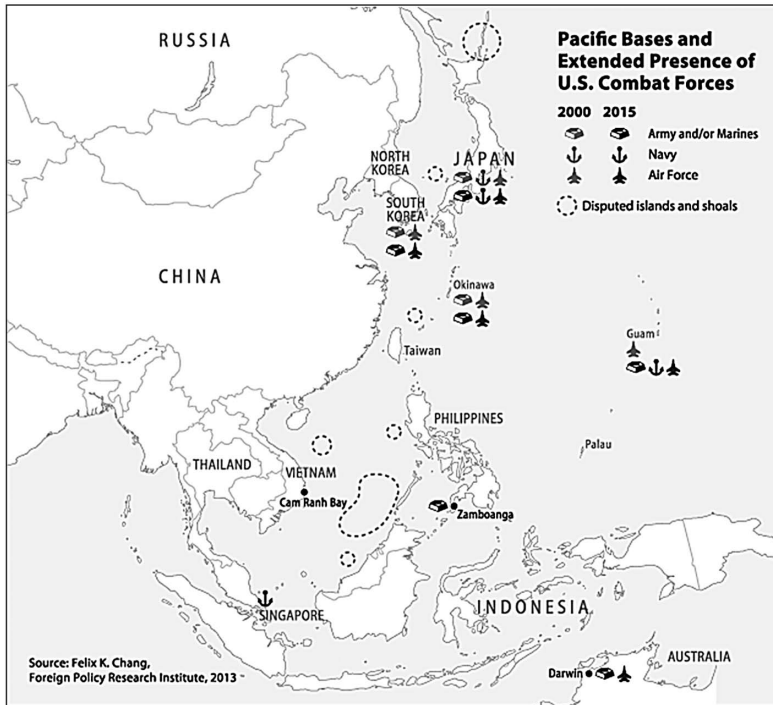 RUSSIA
Pacific Bases and
Extended Presence of
U.S. Combat Forces
2000 2015
Army and/or Marines
Navy
Air Force
Disputed islands and shoals
NORTH
KOREA
JAPAN
SOUTH
KOREA
CHINA
Okinawa
Taiwan
Guam
PHILIPPINES
Palau
THAILAND
VIETNAM
Cam Ranh Bay
Zamboanga
SINGAPORE
INDONESIA
Source: Felix K. Chang,
Foreign Policy Research Institute, 2013
Darwin
AUSTRALIA